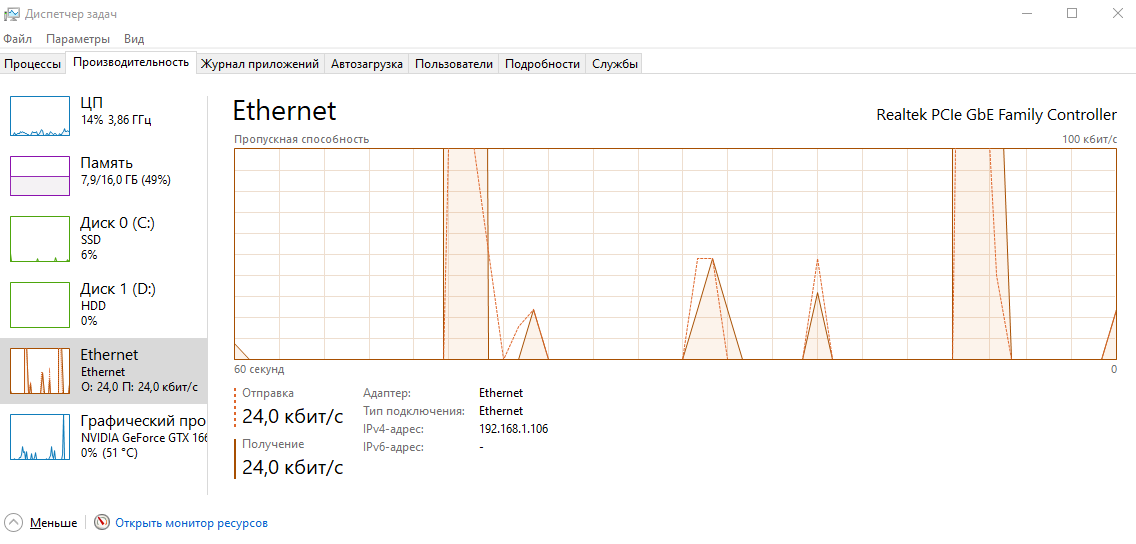 Диспетчер задач
Файл Параметры Вид
Процессы Производительность Журнал приложений Автозагрузка Пользователи Подробности Службы
ЦП
14% 3,86 ГГц
Память
7,9/16,0 ГБ (49%)
Диск 0 (C:)
SSD
6%
Диск 1 (D:)
HDD
0%
Ethernet
Ethernet
О: 24,0 П: 24,0 кбит/с
Графический про
NVIDIA GeForce GTX 166
0% (51 °C)
Ethernet
Realtek PCIe GbE Family Controller
Пропускная способность
100 кбит/с
60 секунд
0
Отправка
24,0 кбит/с
Получение
24,0 кбит/с
Адаптер: Ethernet
Тип подключения: Ethernet
IPv4-адрес: 192.168.1.106
IPv6-адрес: -
Меньше
Открыть монитор ресурсов